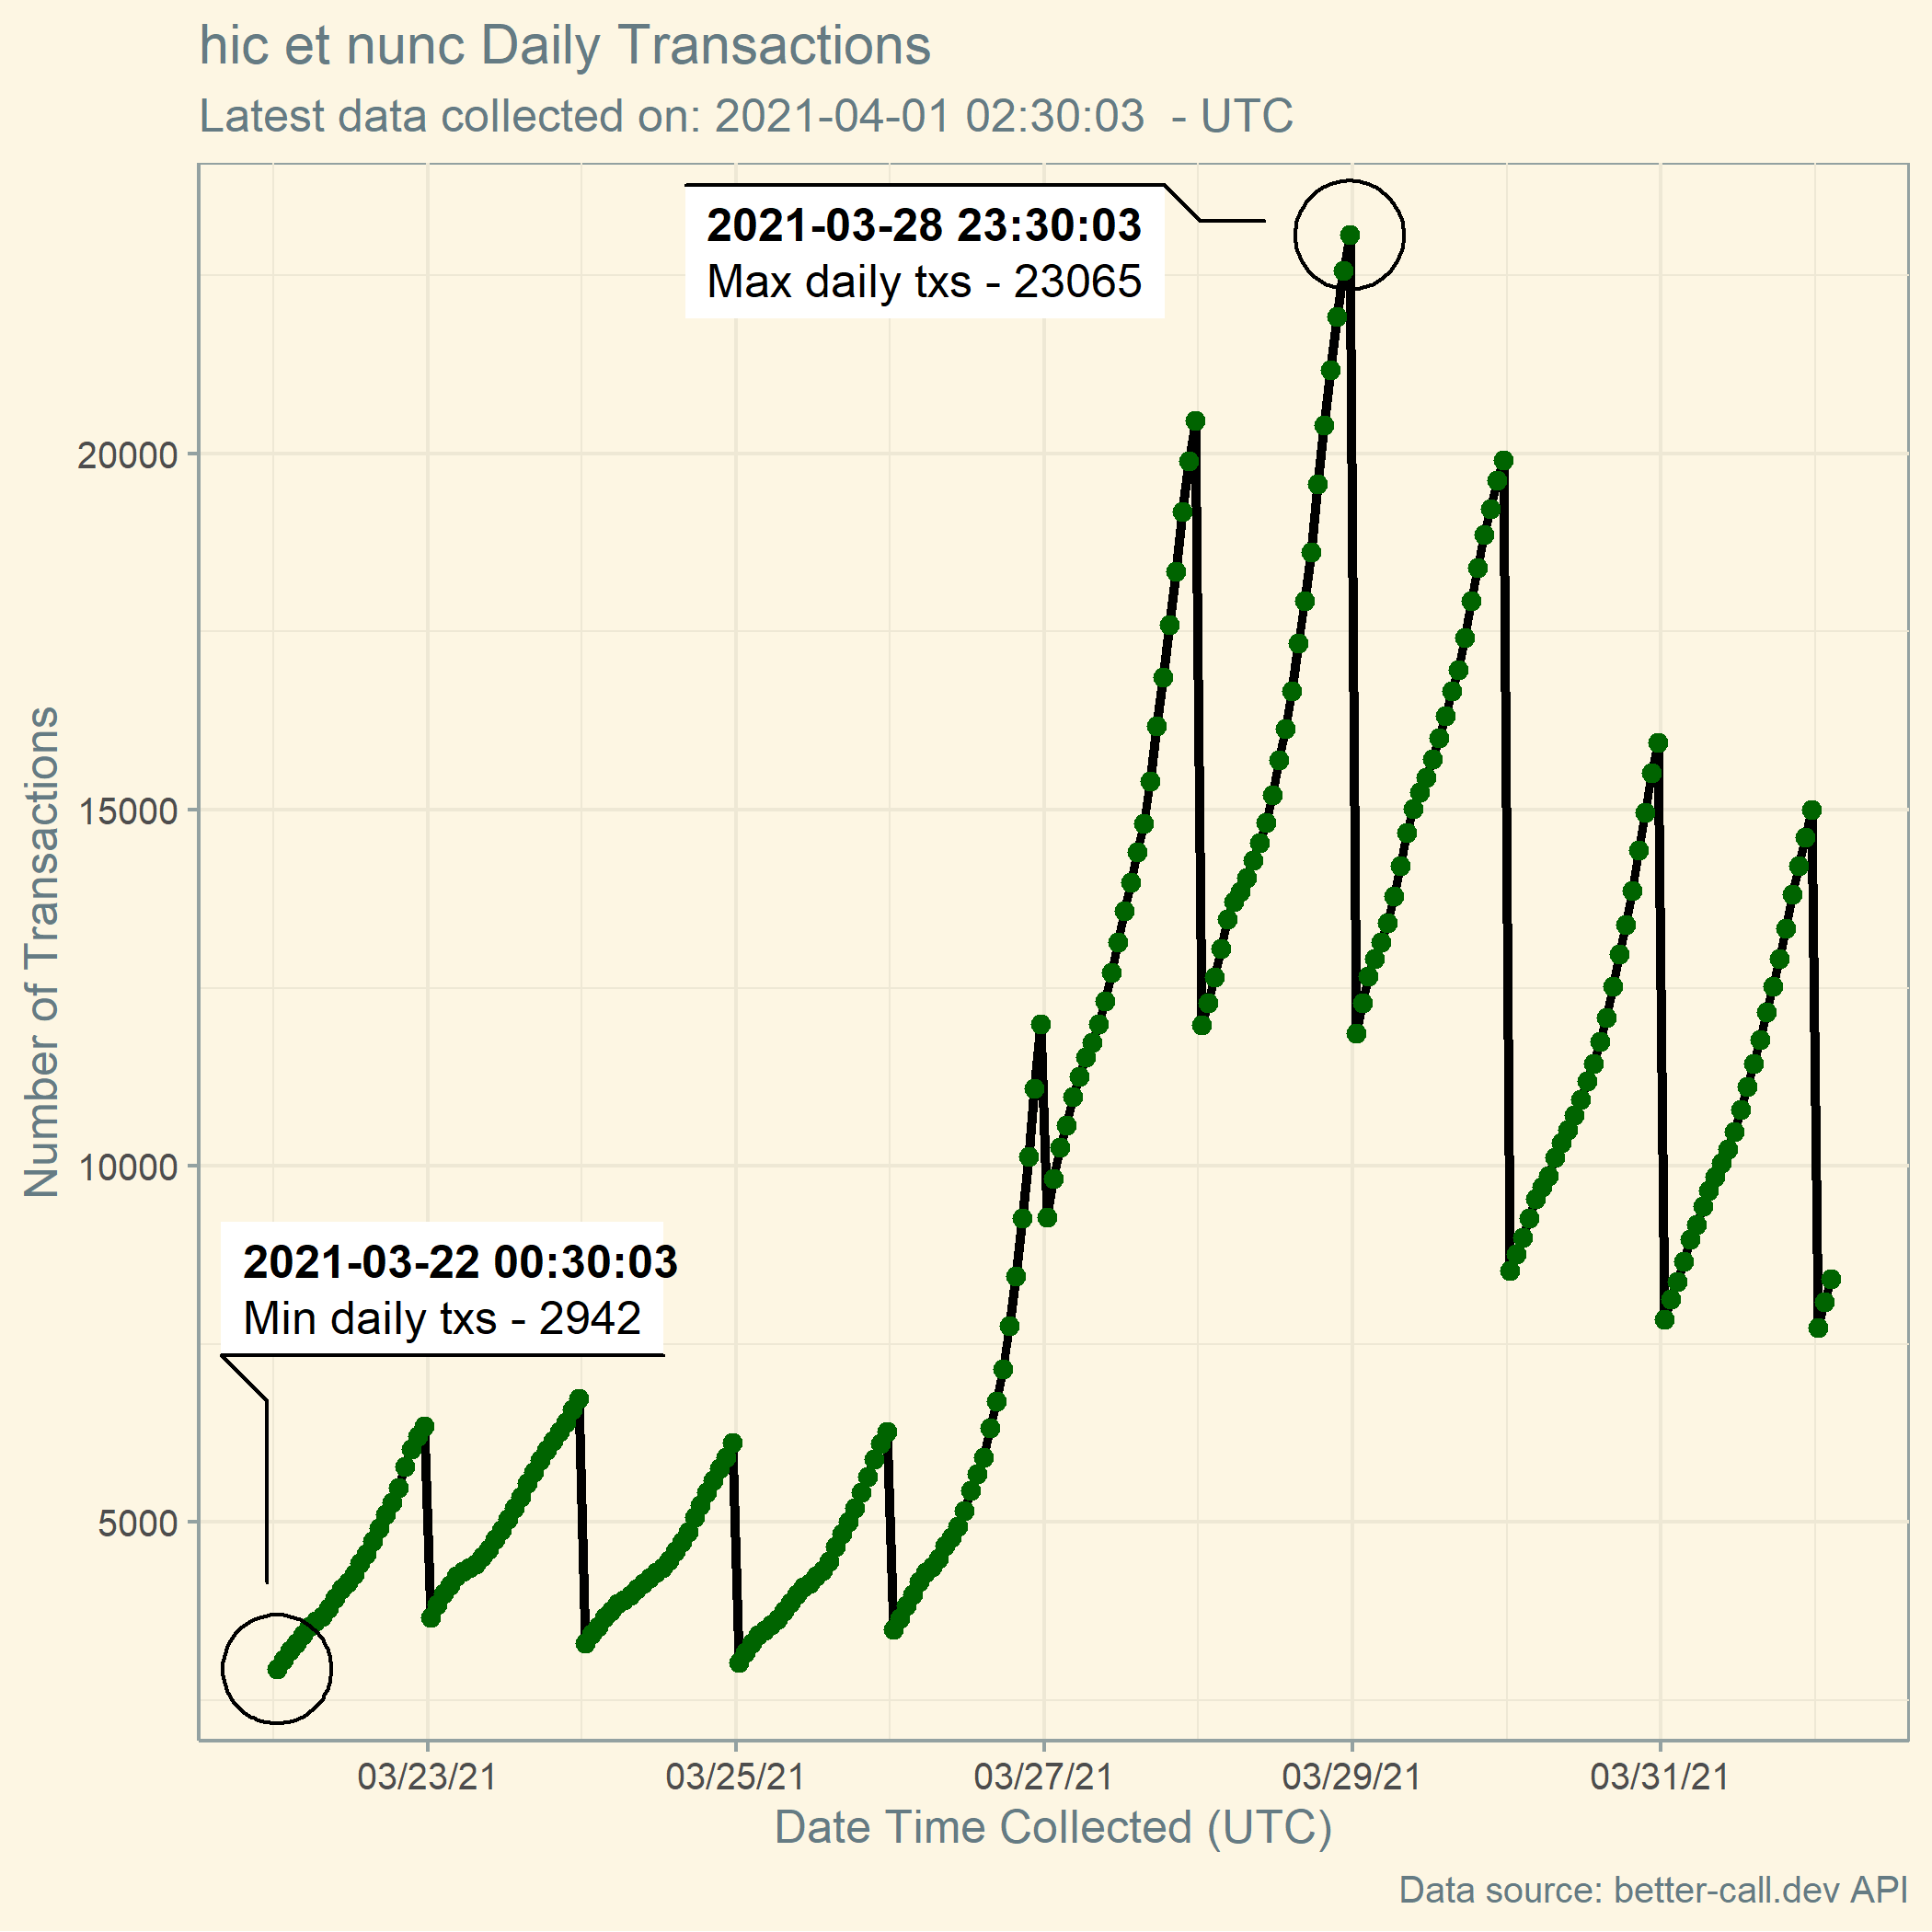 hic et nunc Daily Transactions
Latest data collected on: 2021-04-01 02:30:03  - UTC
2021-03-28 23:30:03
Max daily txs - 23065
20000
15000
10000
5000
Number of Transactions
2021-03-22 00:30:03
Min daily txs - 2942
03/23/21
03/25/21
03/27/21
03/29/21
03/31/21
Date Time Collected (UTC)
Data source: better-call.dev API